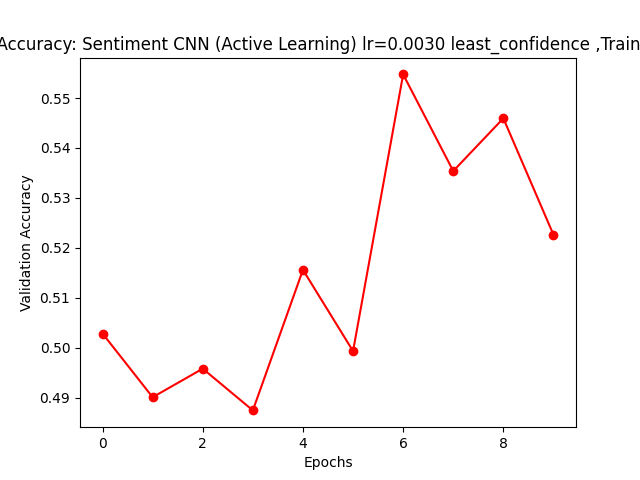 Accuracy: Sentiment CNN (Active Learning) lr=0.0030 least_confidence ,Train
0.55
0.54
0.53
0.52
0.51
0.50
0.49
Validation Accuracy
0 2 4 6 8
Epochs